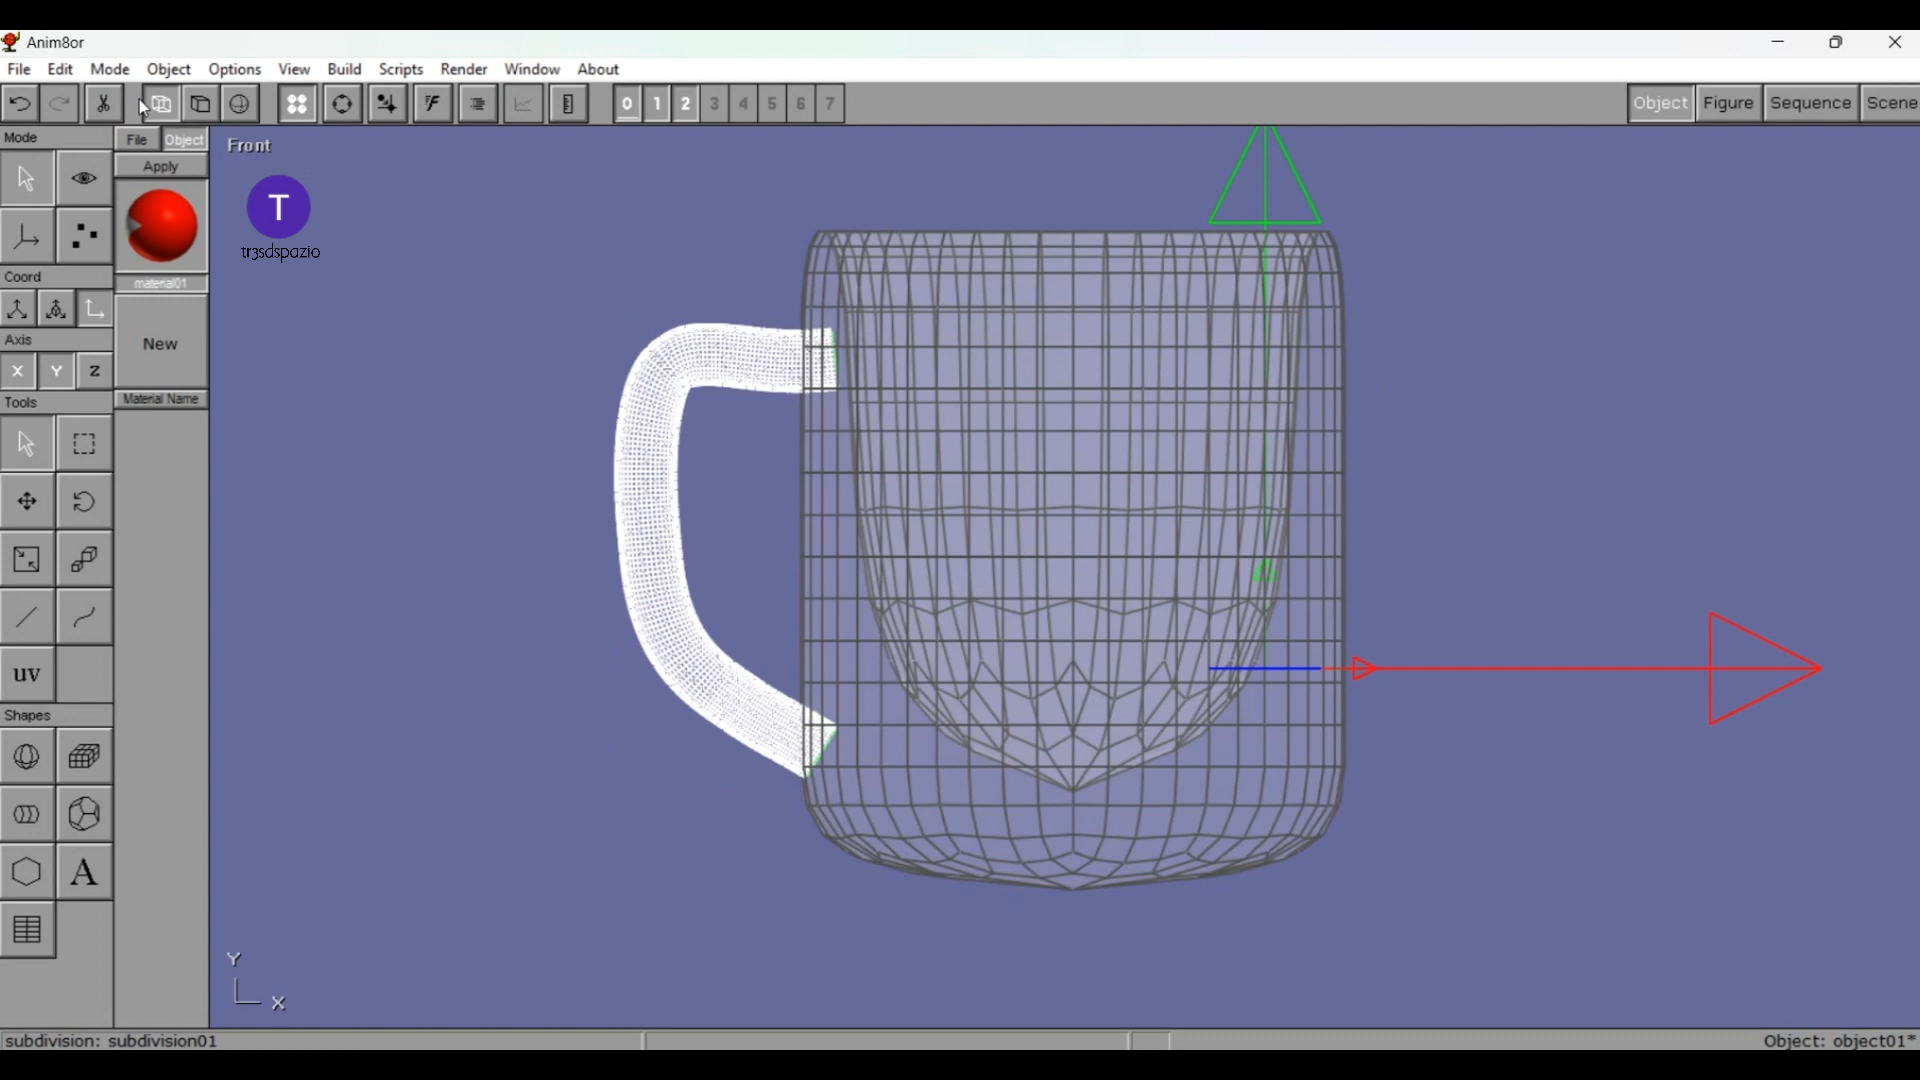 Anim8or
File Edit Mode Object Options View Build Scripts Render Window About
0 1 2 3 4 5 6 7
Object Figure Sequence Scene
Mode
File Object
Apply
Front
T
tr3sdspazio
Coord
material01
Axis
New
X Y Z
Material Name
Tools
uv
Shapes
A
Y
X
subdivision: subdivision01
Object: object01*